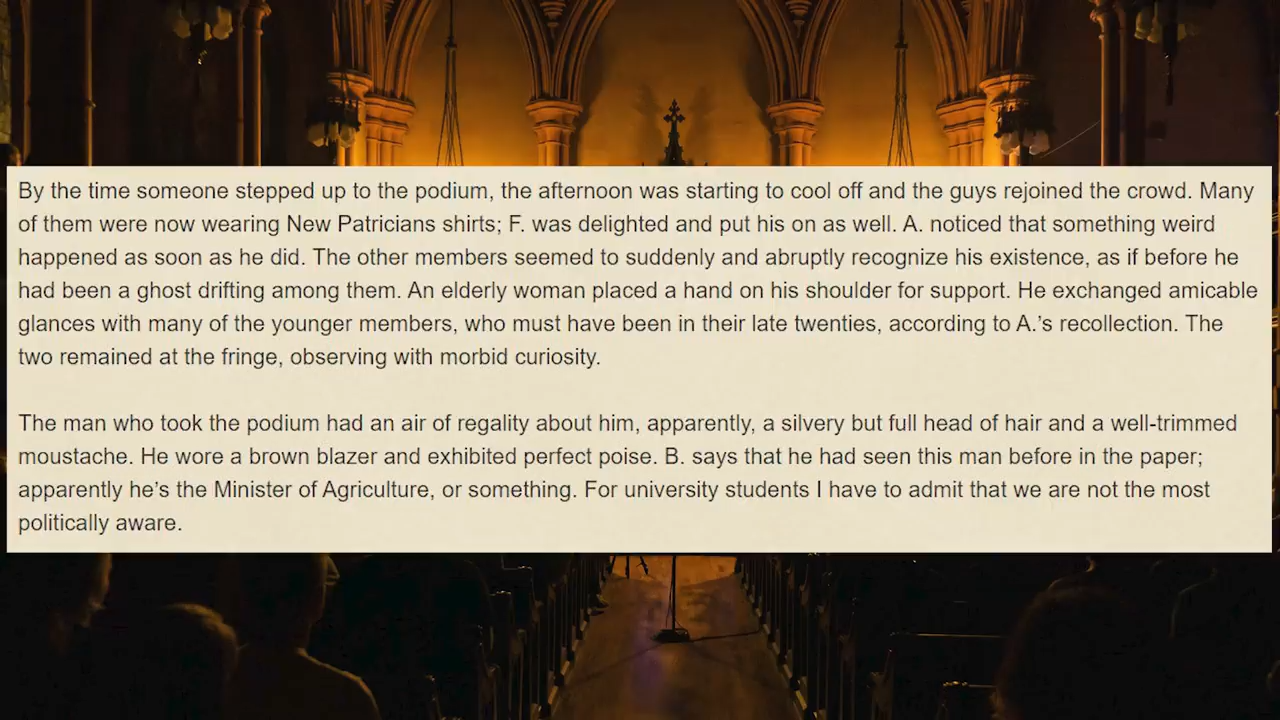 By the time someone stepped up to the podium, the afternoon was starting to cool off and the guys rejoined the crowd. Many
of them were now wearing New Patricians shirts; F. was delighted and put his on as well. A. noticed that something weird
happened as soon as he did. The other members seemed to suddenly and abruptly recognize his existence, as if before he
had been a ghost drifting among them. An elderly woman placed a hand on his shoulder for support. He exchanged amicable
glances with many of the younger members, who must have been in their late twenties, according to A.’s recollection. The
two remained at the fringe, observing with morbid curiosity.
The man who took the podium had an air of regality about him, apparently, a silvery but full head of hair and a well-trimmed
moustache. He wore a brown blazer and exhibited perfect poise. B. says that he had seen this man before in the paper;
apparently he’s the Minister of Agriculture, or something. For university students I have to admit that we are not the most
politically aware.